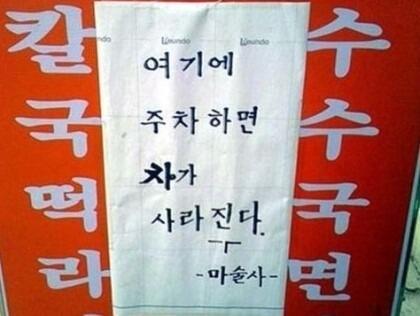 칼 수
국 수
떡 국
라 면
여기에
주차하면
차가
사라진다.
-마술사-